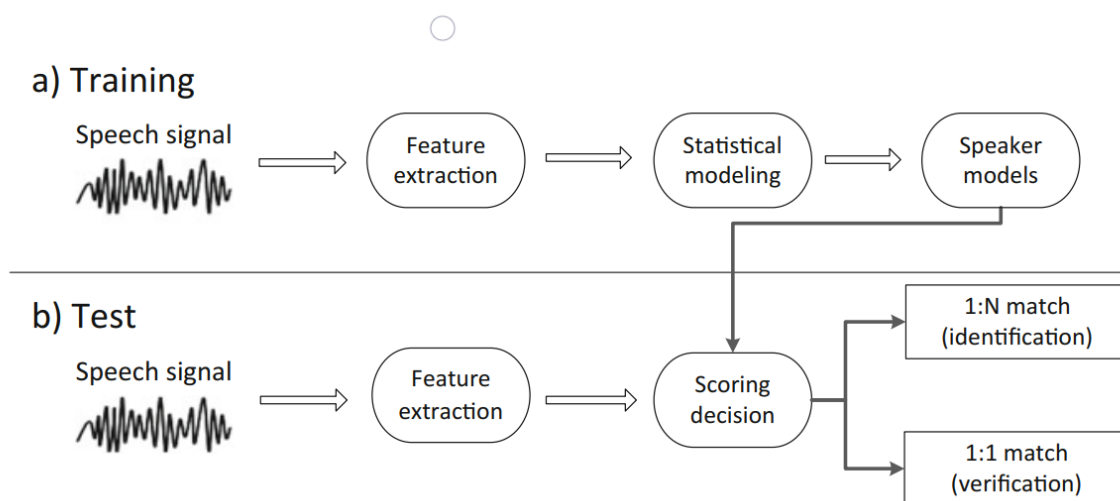 a) Training
Speech signal
Feature
extraction
Statistical
modeling
Speaker
models
b) Test
Speech signal
Feature
extraction
Scoring
decision
1:N match
(identification)
1:1 match
(verification)